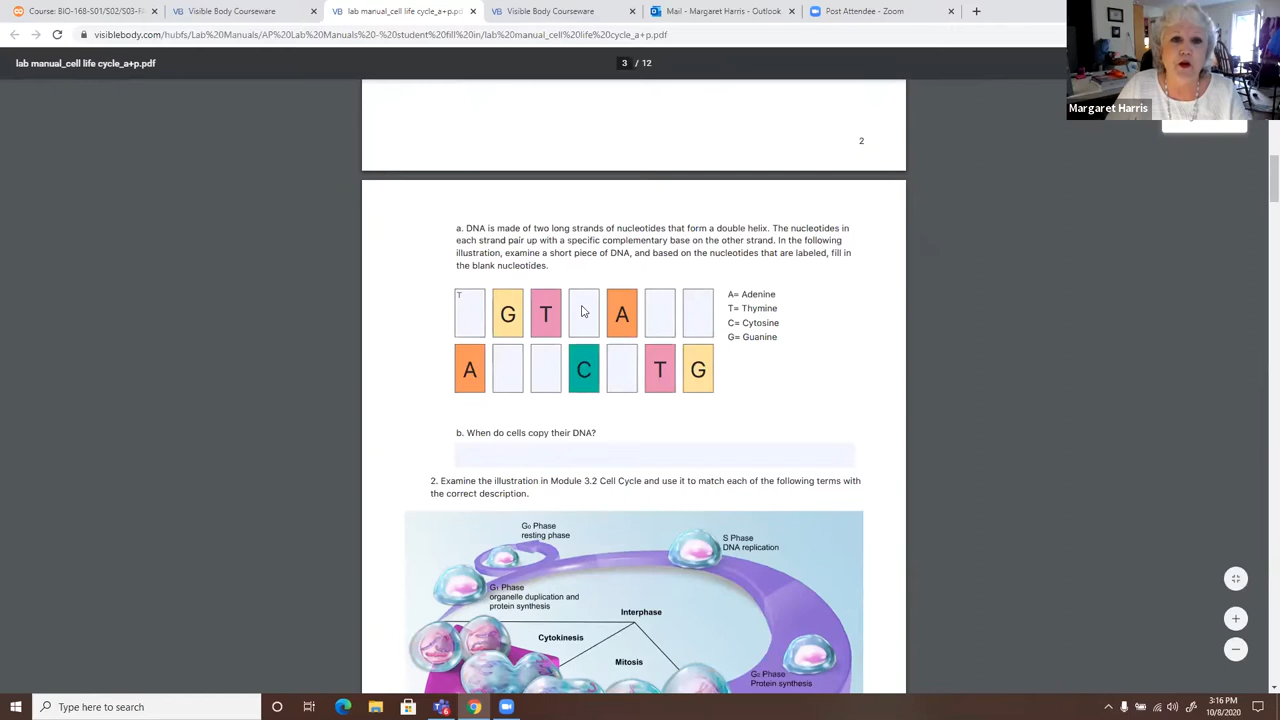 Course: BIO-16B-S01/S02/S03-FA
Visible Body Courseware
lab manual_cell life cycle_a+p.pdf
Visible Body Courseware
Mail - Margaret Harris - Outlook
Post Attendee - Zoom
visiblebody.com/hubfs/Lab%20Manuals/AP%20Lab%20Manuals%20-%20student%20fill%20in/lab%20manual_cell%20life%20cycle_a+p.pdf
lab manual_cell life cycle_a+p.pdf
3 / 12
Margaret Harris
2
a. DNA is made of two long strands of nucleotides that form a double helix. The nucleotides in
each strand pair up with a specific complementary base on the other strand. In the following
illustration, examine a short piece of DNA, and based on the nucleotides that are labeled, fill in
the blank nucleotides.
T G T A
A C T G
A= Adenine
T= Thymine
C= Cytosine
G= Guanine
b. When do cells copy their DNA?
2. Examine the illustration in Module 3.2 Cell Cycle and use it to match each of the following terms with
the correct description.
G₀ Phase
resting phase
S Phase
DNA replication
G₁ Phase
organelle duplication and
protein synthesis
Interphase
Cytokinesis
Mitosis
G₂ Phase
Protein synthesis
Type here to search
3:16 PM
10/8/2020